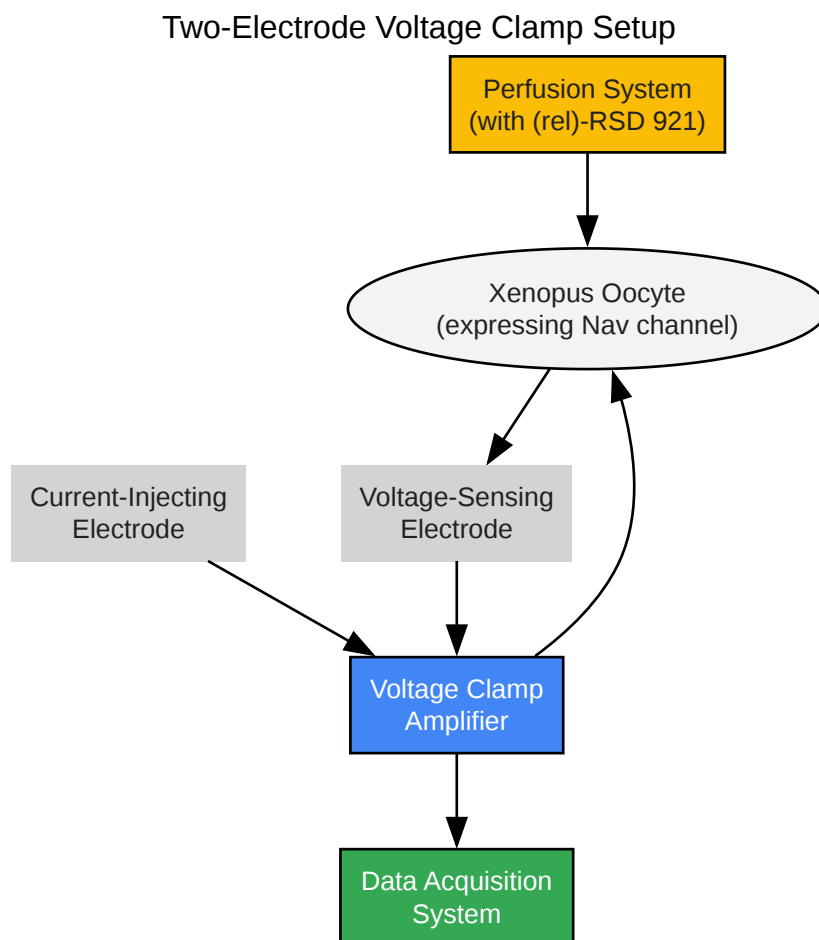 Two-Electrode Voltage Clamp Setup
Perfusion System
(with (rel)-RSD 921)
Xenopus Oocyte
(expressing Nav channel)
Current-Injecting
Electrode
Voltage-Sensing
Electrode
Voltage Clamp
Amplifier
Data Acquisition
System